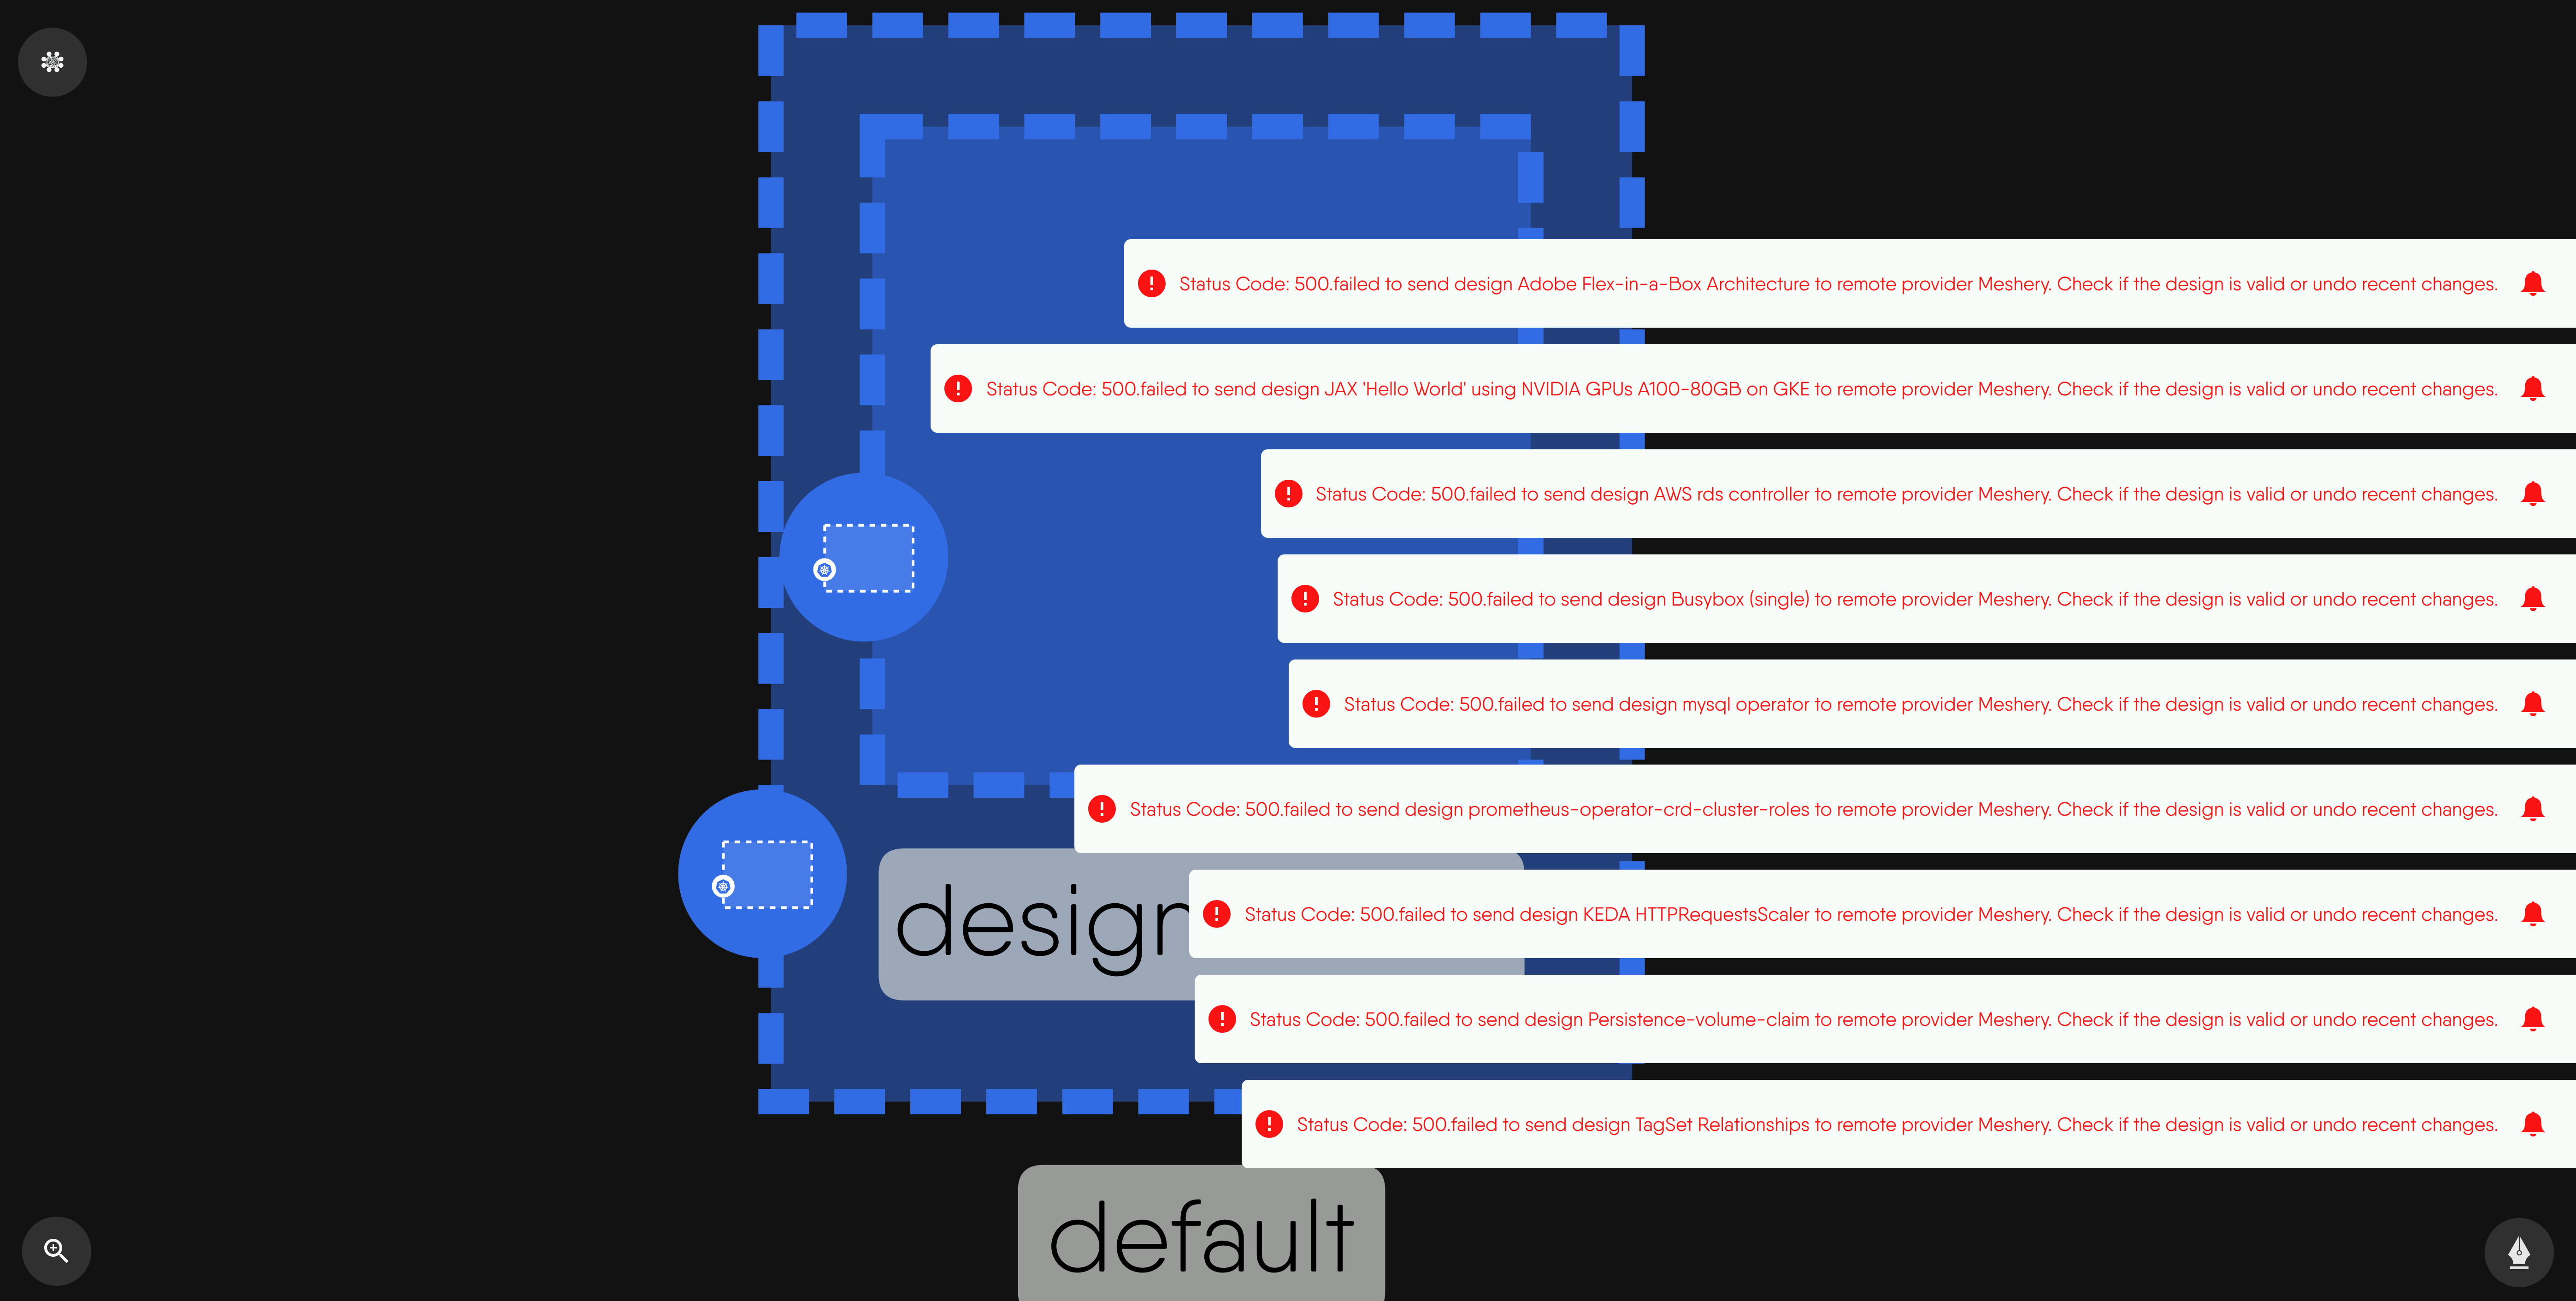 Status Code: 500.failed to send design Adobe Flex-in-a-Box Architecture to remote provider Meshery. Check if the design is valid or undo recent changes.
Status Code: 500.failed to send design JAX 'Hello World' using NVIDIA GPUs A100-80GB on GKE to remote provider Meshery. Check if the design is valid or undo recent changes.
Status Code: 500.failed to send design AWS rds controller to remote provider Meshery. Check if the design is valid or undo recent changes.
Status Code: 500.failed to send design Busybox (single) to remote provider Meshery. Check if the design is valid or undo recent changes.
Status Code: 500.failed to send design mysql operator to remote provider Meshery. Check if the design is valid or undo recent changes.
Status Code: 500.failed to send design prometheus-operator-crd-cluster-roles to remote provider Meshery. Check if the design is valid or undo recent changes.
design
Status Code: 500.failed to send design KEDA HTTPRequestsScaler to remote provider Meshery. Check if the design is valid or undo recent changes.
Status Code: 500.failed to send design Persistence-volume-claim to remote provider Meshery. Check if the design is valid or undo recent changes.
Status Code: 500.failed to send design TagSet Relationships to remote provider Meshery. Check if the design is valid or undo recent changes.
default